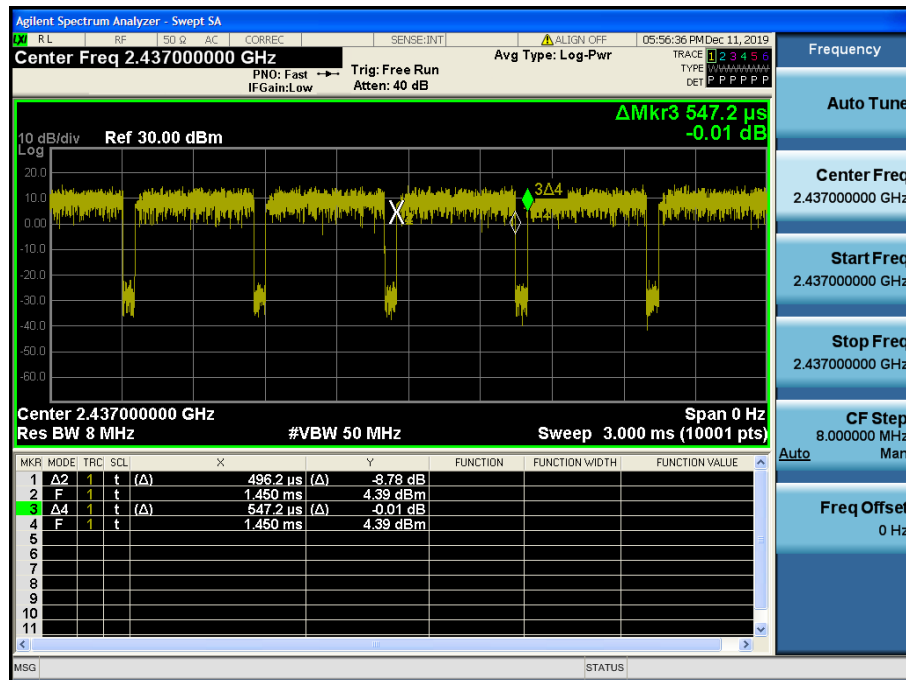 Agilent Spectrum Analyzer - Swept SA
LXI RL RF 50 Ω AC CORREC SENSE:INT ALIGN OFF 05:56:36 PM Dec 11, 2019
Center Freq 2.437000000 GHz
PNO: Fast
IFGain:Low
Trig: Free Run
Atten: 40 dB
Avg Type: Log-Pwr
TRACE 1 2 3 4 5 6
TYPE WWWWWW
DET P P P P P P
ΔMkr3 547.2 µs
-0.01 dB
10 dB/div Ref 30.00 dBm
Log
20.0
10.0
0.00
-10.0
-20.0
-30.0
-40.0
-50.0
-60.0
3Δ4
Center 2.437000000 GHz Span 0 Hz
Res BW 8 MHz #VBW 50 MHz Sweep 3.000 ms (10001 pts)
MKR MODE TRC SCL X Y FUNCTION FUNCTION WIDTH FUNCTION VALUE
1 Δ2 1 t (Δ) 496.2 µs (Δ) -8.78 dB
2 F 1 t 1.450 ms 4.39 dBm
3 Δ4 1 t (Δ) 547.2 µs (Δ) -0.01 dB
4 F 1 t 1.450 ms 4.39 dBm
5
6
7
8
9
10
11
MSG STATUS
Frequency
Auto Tune
Center Freq
2.437000000 GHz
Start Freq
2.437000000 GHz
Stop Freq
2.437000000 GHz
CF Step
8.000000 MHz
Auto Man
Freq Offset
0 Hz